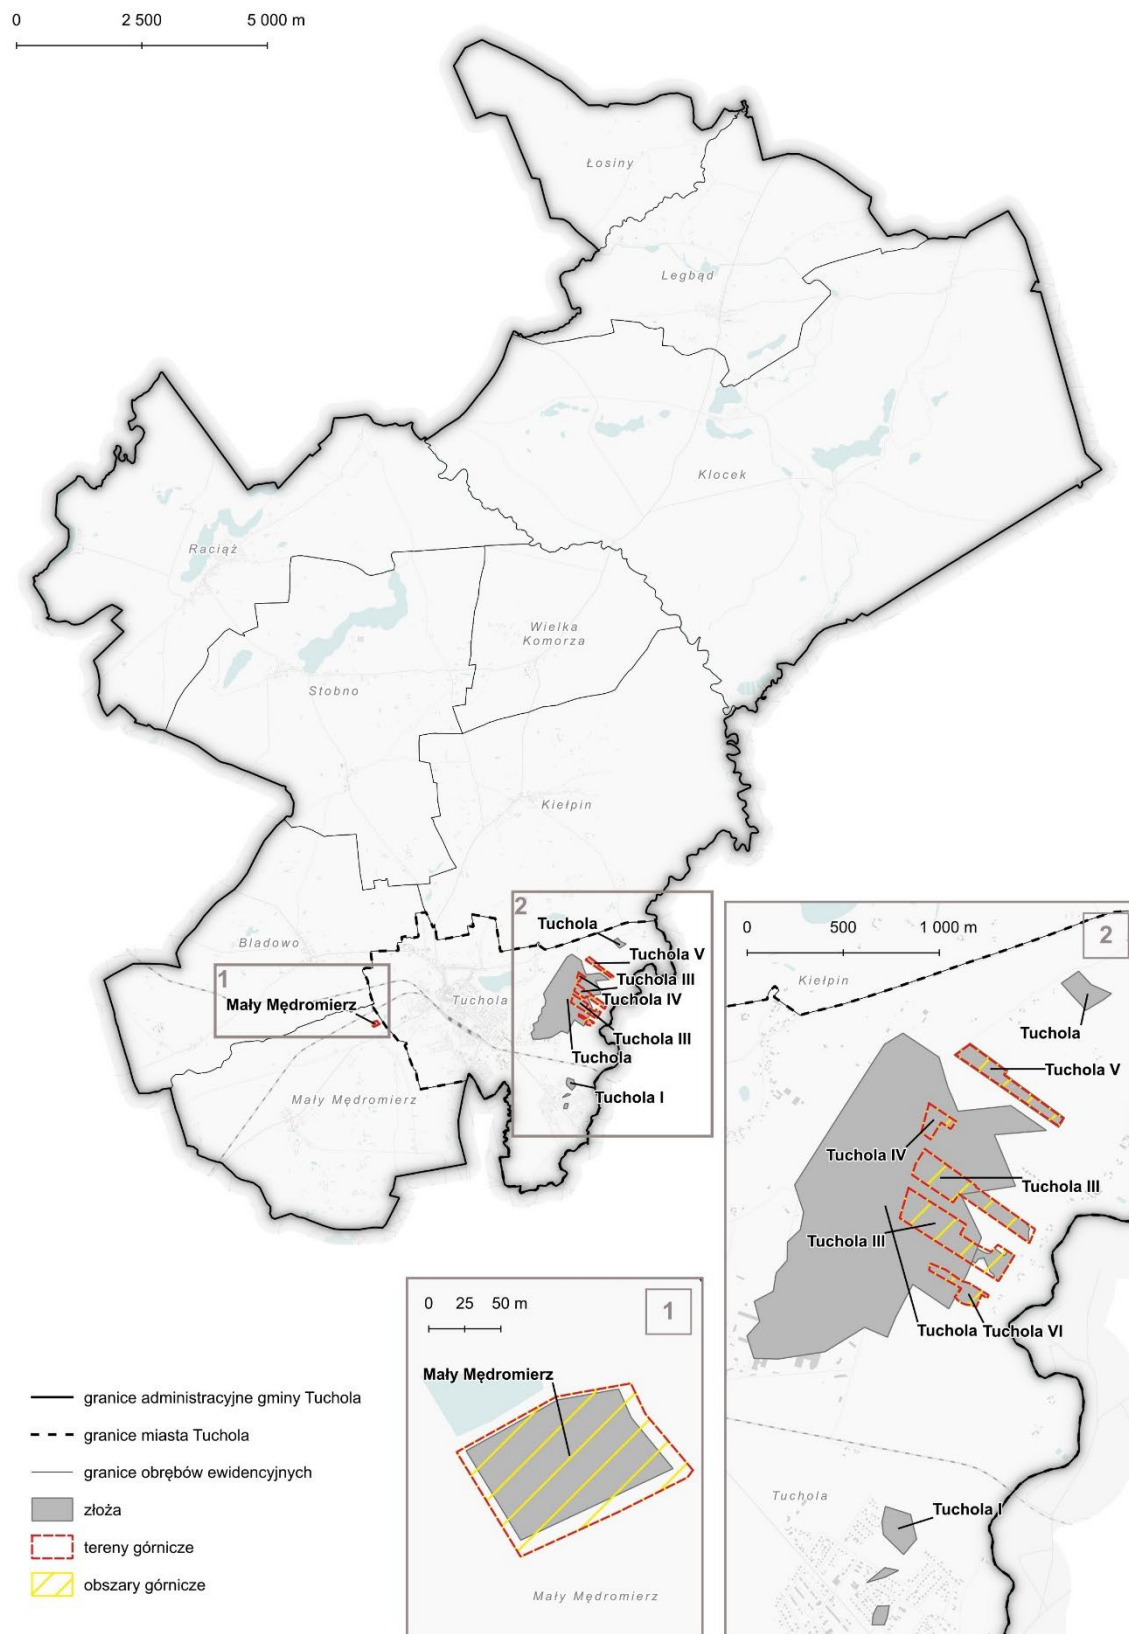 0 2 500 5 000 m
Łosiny
Legbąd
Klocek
Raciąż
Wielka
Komorza
Stobno
Kiełpin
2
Tuchola
Bladowo
Tuchola V
1
Tuchola III
Mały Mędromierz
Tuchola
Tuchola IV
Tuchola III
Tuchola
Tuchola I
Mały Mędromierz
0 500 1 000 m
2
Kiełpin
Tuchola
Tuchola V
Tuchola IV
Tuchola III
Tuchola III
Tuchola
Tuchola VI
Tuchola
Tuchola I
0 25 50 m
1
Mały Mędromierz
Mały Mędromierz
granice administracyjne gminy Tuchola
granice miasta Tuchola
granice obrębów ewidencyjnych
złoża
tereny górnicze
obszary górnicze